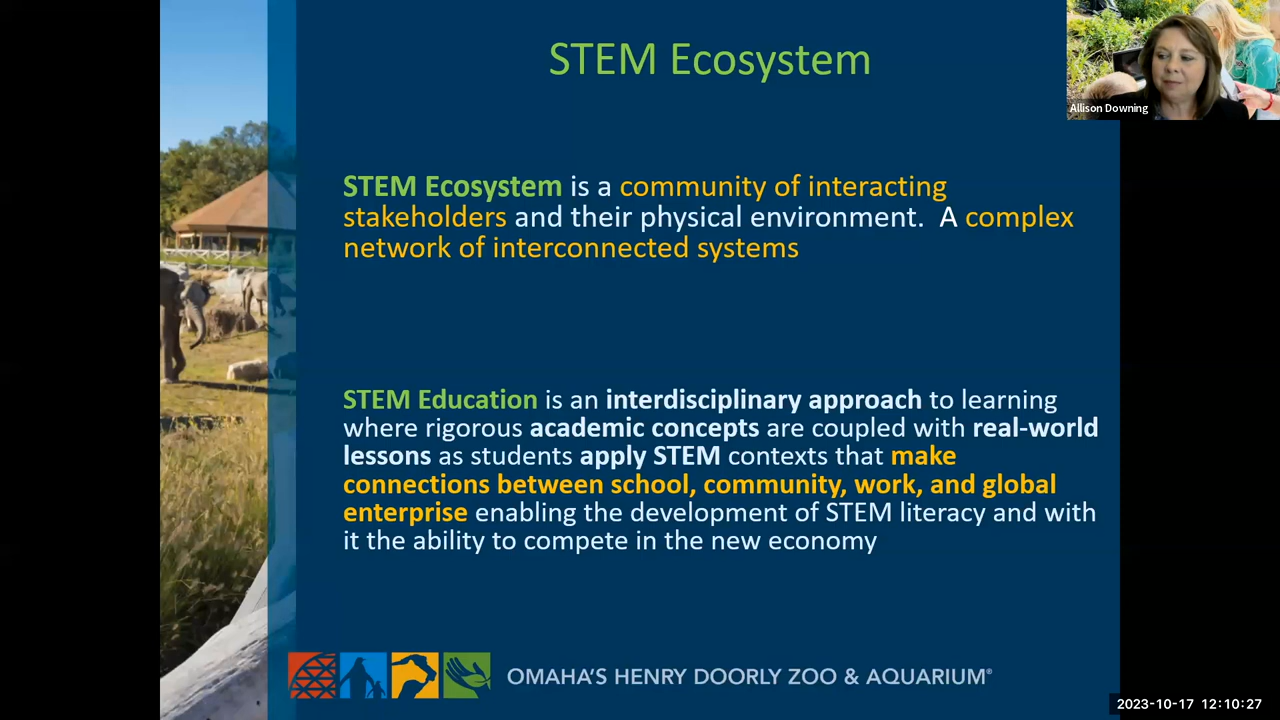 STEM Ecosystem
Allison Downing
STEM Ecosystem is a community of interacting
stakeholders and their physical environment.  A complex
network of interconnected systems
STEM Education is an interdisciplinary approach to learning
where rigorous academic concepts are coupled with real-world
lessons as students apply STEM contexts that make
connections between school, community, work, and global
enterprise enabling the development of STEM literacy and with
it the ability to compete in the new economy
OMAHA'S HENRY DOORLY ZOO & AQUARIUM®
2023-10-17 12:10:27